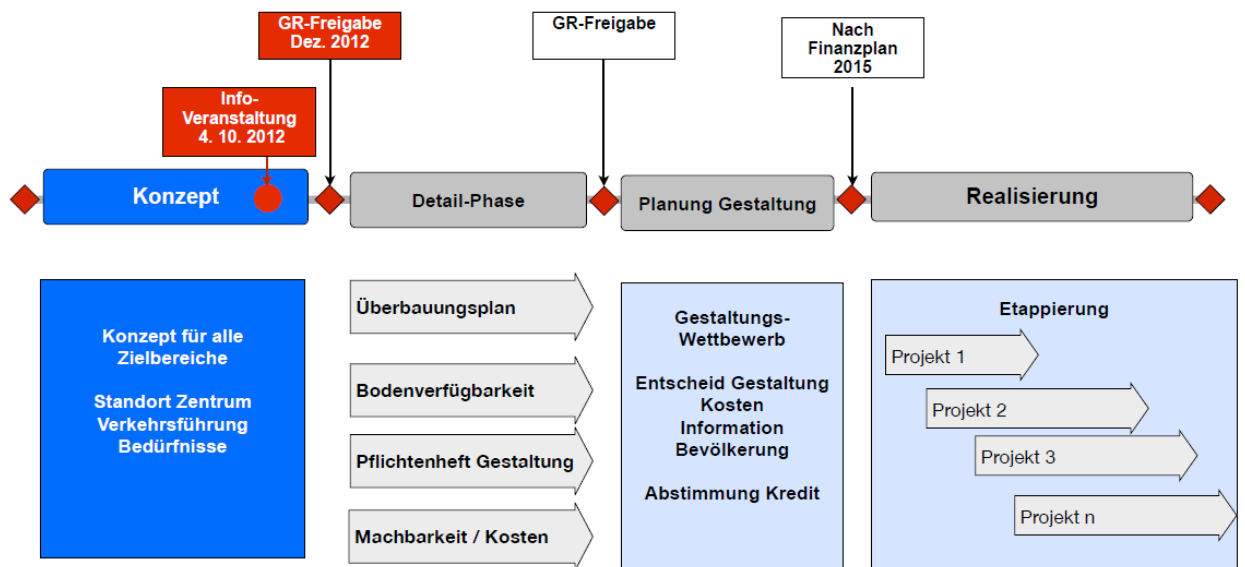 GR-Freigabe
Dez. 2012
GR-Freigabe
Nach
Finanzplan
2015
Info-
Veranstaltung
4. 10. 2012
Konzept
Detail-Phase
Planung Gestaltung
Realisierung
Konzept für alle
Zielbereiche
Standort Zentrum
Verkehrsführung
Bedürfnisse
Überbauungsplan
Bodenverfügbarkeit
Pflichtenheft Gestaltung
Machbarkeit / Kosten
Gestaltungs-
Wettbewerb
Entscheid Gestaltung
Kosten
Information
Bevölkerung
Abstimmung Kredit
Etappierung
Projekt 1
Projekt 2
Projekt 3
Projekt n